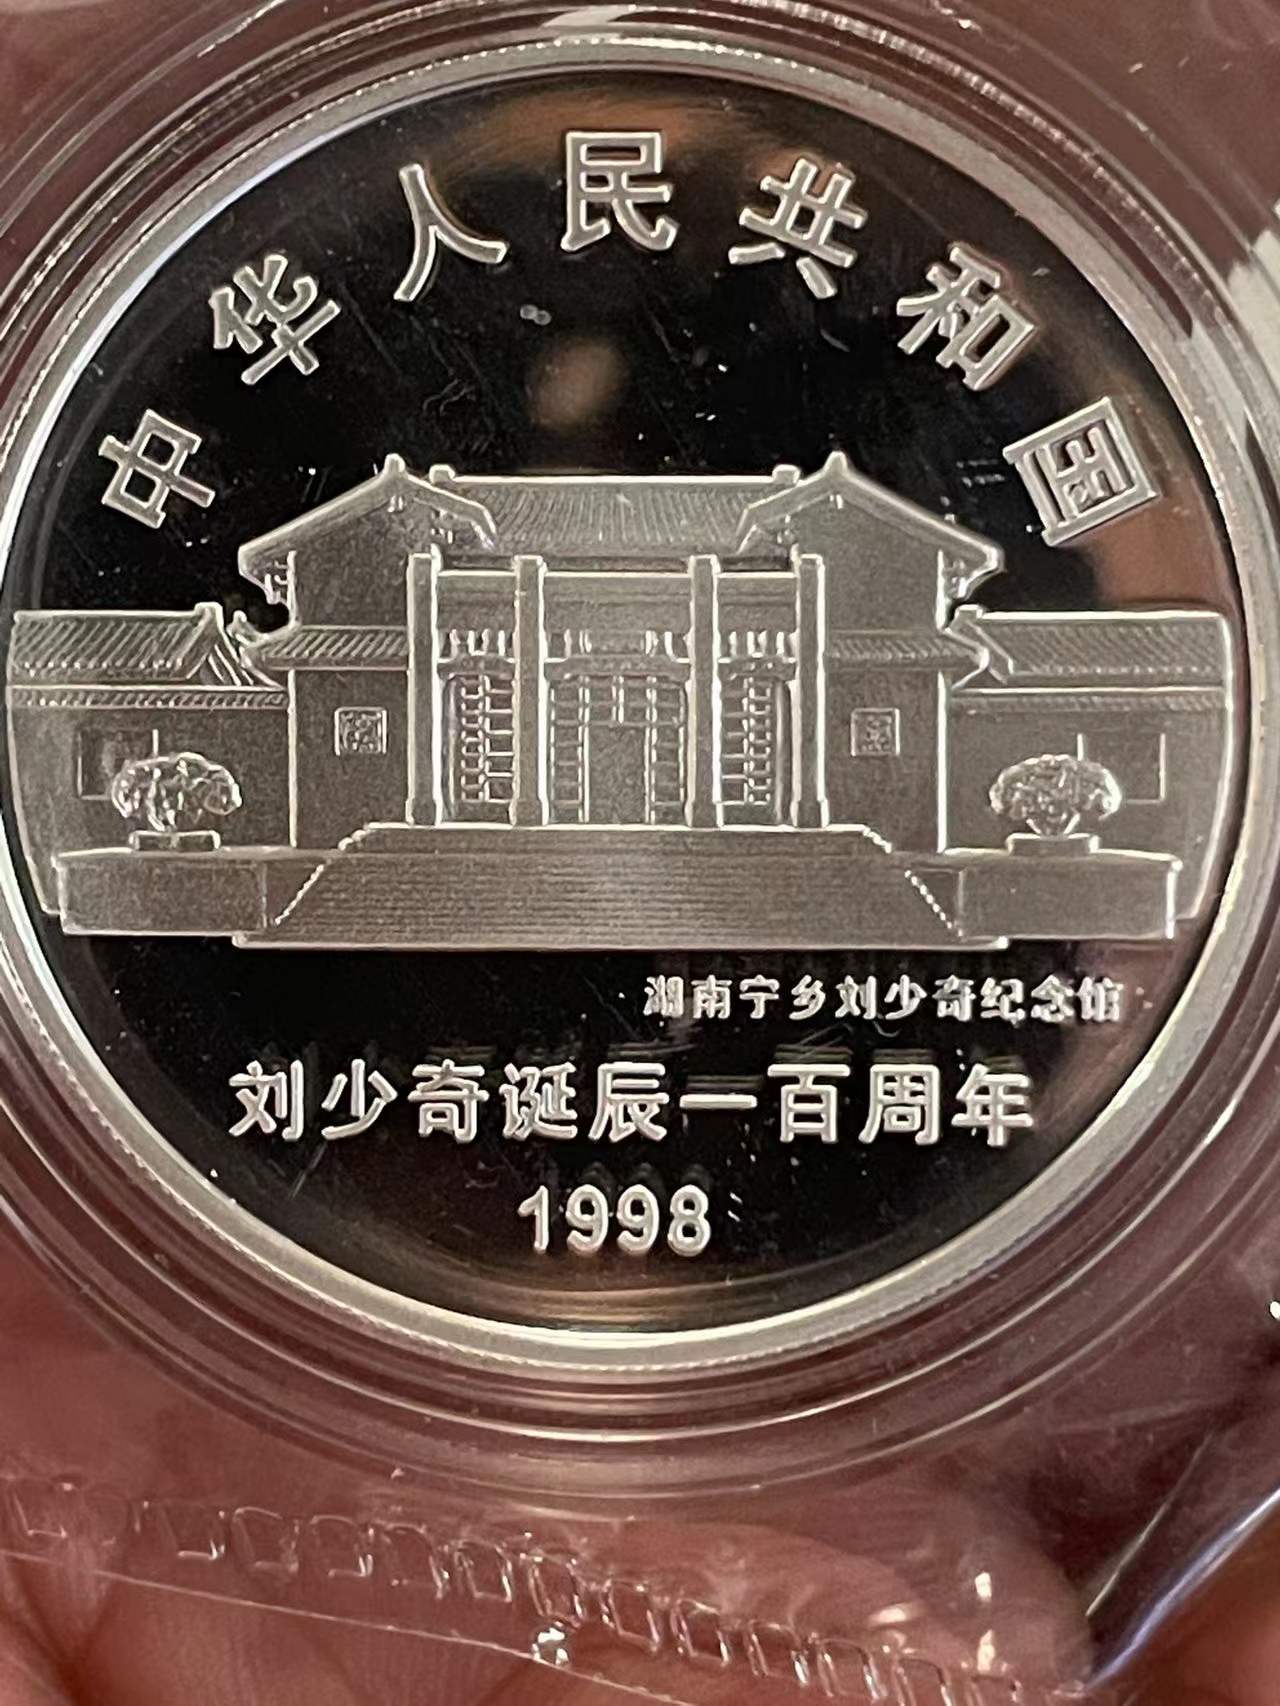 中华人民共和国
湖南宁乡刘少奇纪念馆
刘少奇诞辰一百周年
1998